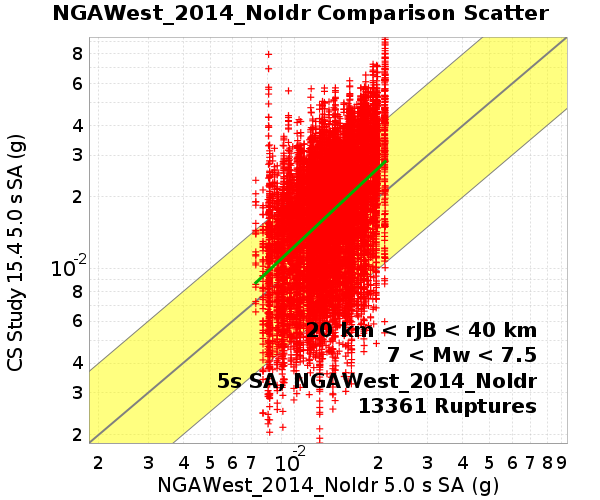 NGAWest_2014_NoIdr Comparison Scatter
CS Study 15.4 5.0 s SA (g)
8
6
4
3
2
10-2
8
6
4
3
2
20 km < rJB < 40 km
7 < Mw < 7.5
5s SA, NGAWest_2014_NoIdr
13361 Ruptures
2 3 4 5 6 7 10-2 2 3 4 5 6 7 8 9
NGAWest_2014_NoIdr 5.0 s SA (g)